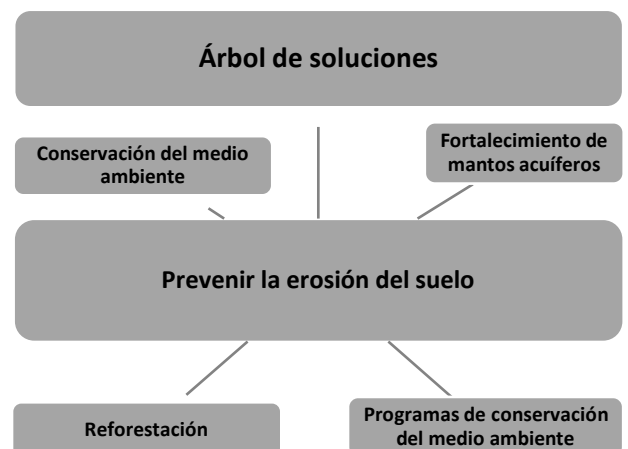 Árbol de soluciones
Conservación del medio
ambiente
Fortalecimiento de
mantos acuíferos
Prevenir la erosión del suelo
Reforestación
Programas de conservación
del medio ambiente